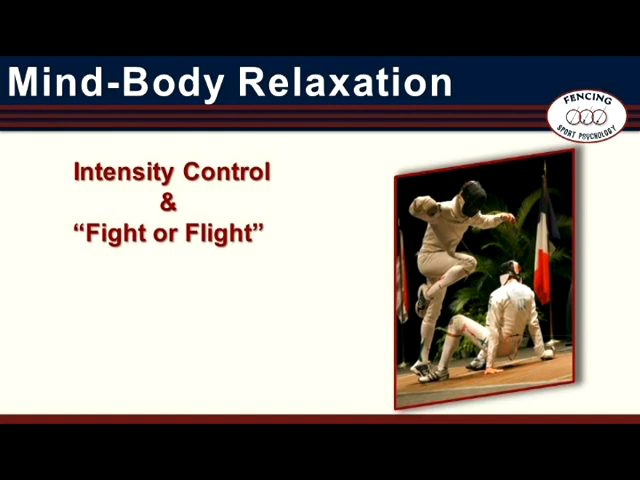 Mind-Body Relaxation
FENCING
SPORT PSYCHOLOGY
Intensity Control
&
“Fight or Flight”